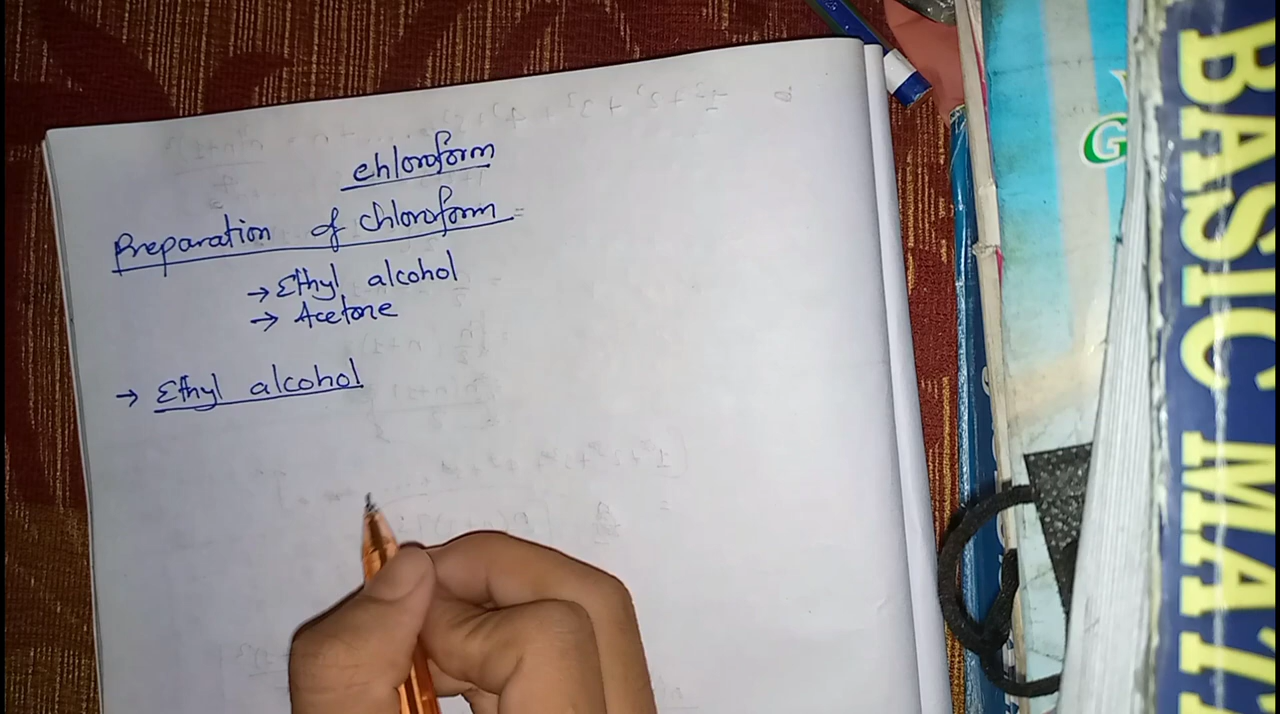 chloroform
Preparation of chloroform =
→ Ethyl alcohol
→ Acetone
→ Ethyl alcohol
BASIC MAT
G